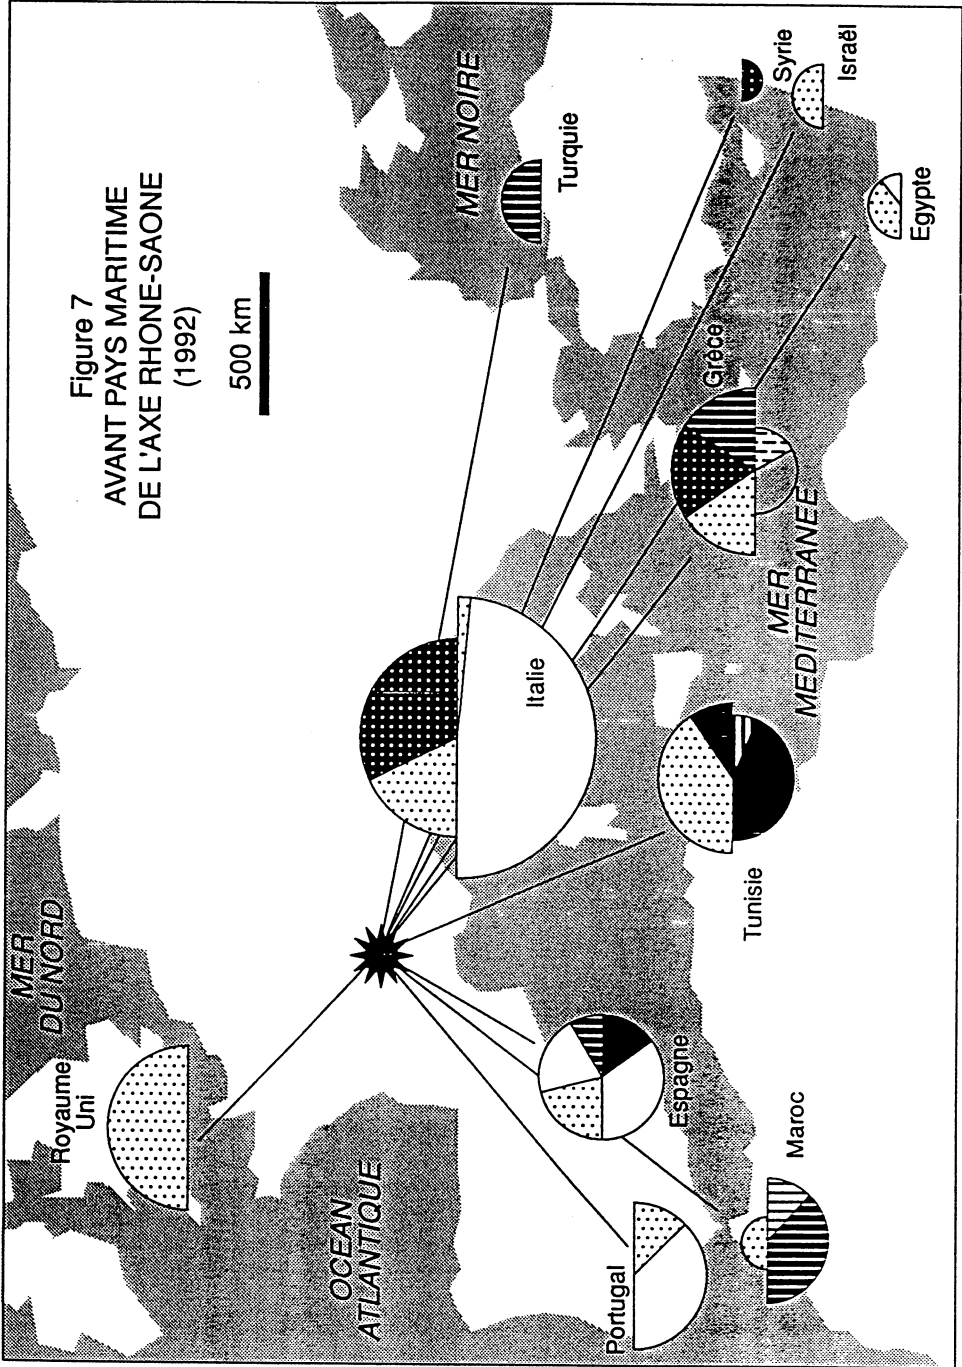 Figure 7
AVANT PAYS MARITIME
DE L'AXE RHONE-SAONE
(1992)
500 km
MER
DU NORD
Royaume
Uni
OCEAN
ATLANTIQUE
MER NOIRE
Turquie
Syrie
Israël
Egypte
Grèce
Italie
MER
MEDITERRANEE
Tunisie
Espagne
Portugal
Maroc